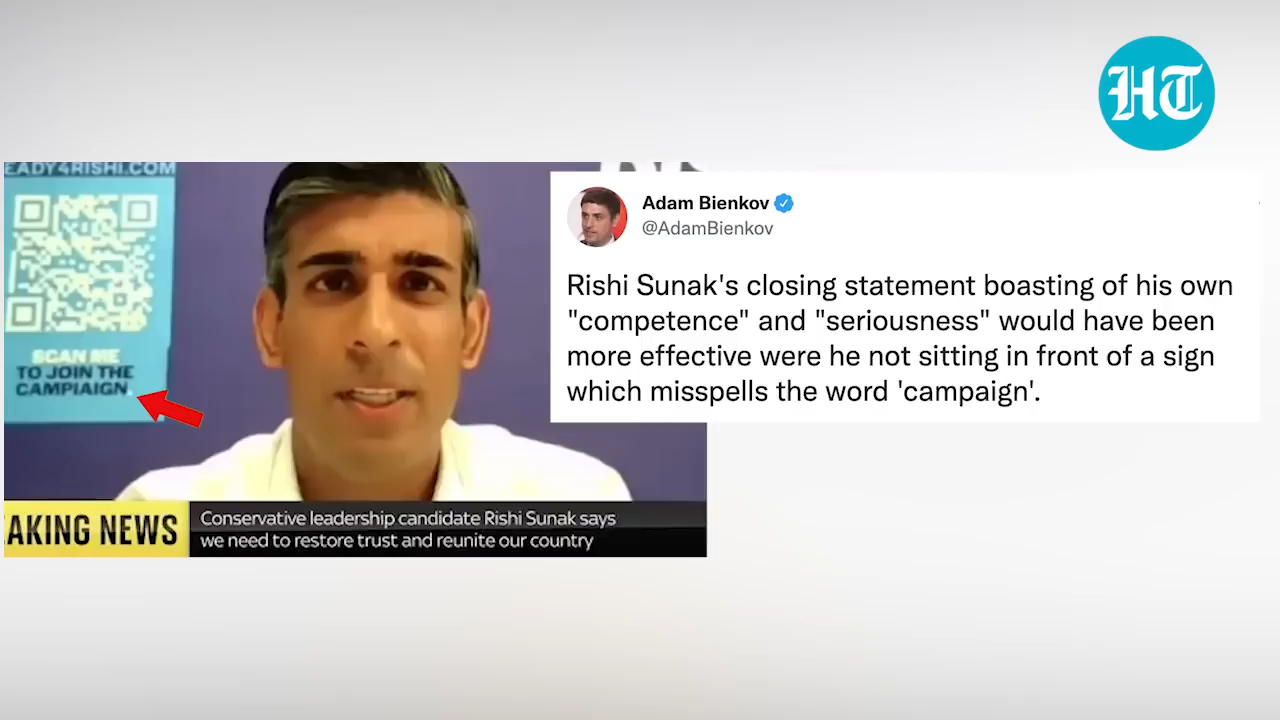 HT
EADY4RISHI.COM
SCAN ME
TO JOIN THE
CAMPIAIGN.
Adam Bienkov
@AdamBienkov
Rishi Sunak's closing statement boasting of his own
"competence" and "seriousness" would have been
more effective were he not sitting in front of a sign
which misspells the word 'campaign'.
AKING NEWS
Conservative leadership candidate Rishi Sunak says
we need to restore trust and reunite our country